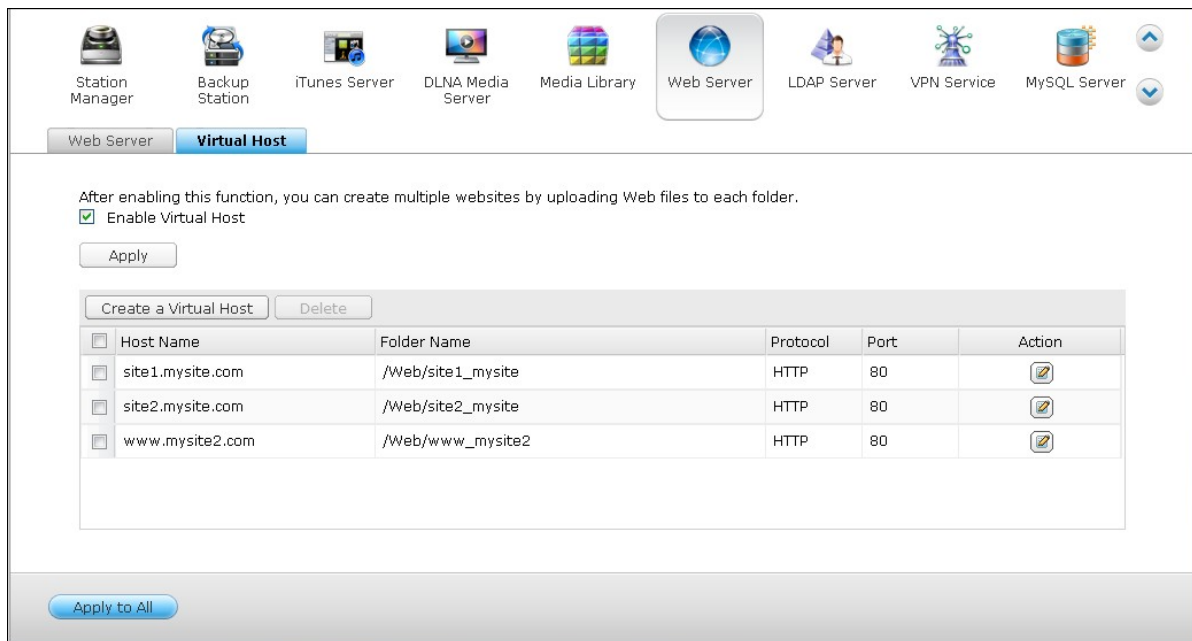 Station Manager
Backup Station
iTunes Server
DLNA Media Server
Media Library
Web Server
LDAP Server
VPN Service
MySQL Server
Web Server
Virtual Host
After enabling this function, you can create multiple websites by uploading Web files to each folder.
Enable Virtual Host
Apply
Create a Virtual Host Delete
Host Name Folder Name Protocol Port Action
site1.mysite.com /Web/site1_mysite HTTP 80
site2.mysite.com /Web/site2_mysite HTTP 80
www.mysite2.com /Web/www_mysite2 HTTP 80
Apply to All